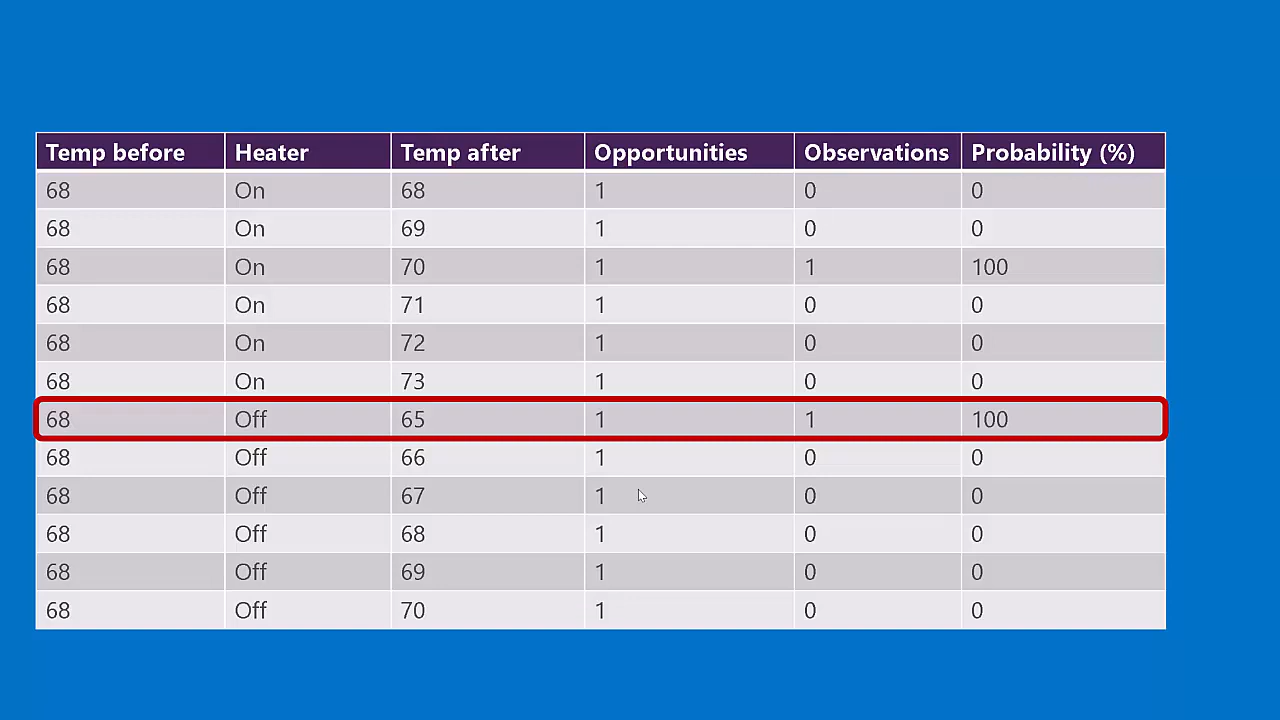 Temp before Heater Temp after Opportunities Observations Probability (%)
68 On 68 1 0 0
68 On 69 1 0 0
68 On 70 1 1 100
68 On 71 1 0 0
68 On 72 1 0 0
68 On 73 1 0 0
68 Off 65 1 1 100
68 Off 66 1 0 0
68 Off 67 1 0 0
68 Off 68 1 0 0
68 Off 69 1 0 0
68 Off 70 1 0 0